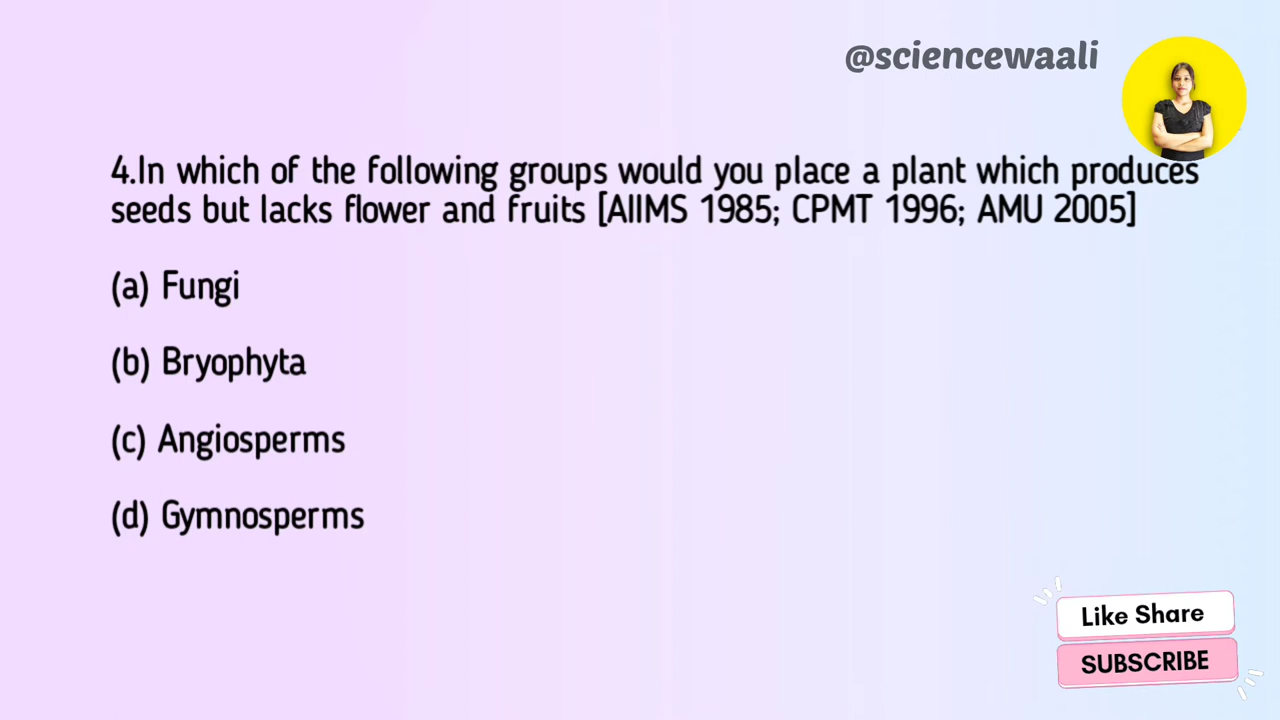 @sciencewaali
4.In which of the following groups would you place a plant which produces
seeds but lacks flower and fruits [AIIMS 1985; CPMT 1996; AMU 2005]
(a) Fungi
(b) Bryophyta
(c) Angiosperms
(d) Gymnosperms
Like Share
SUBSCRIBE